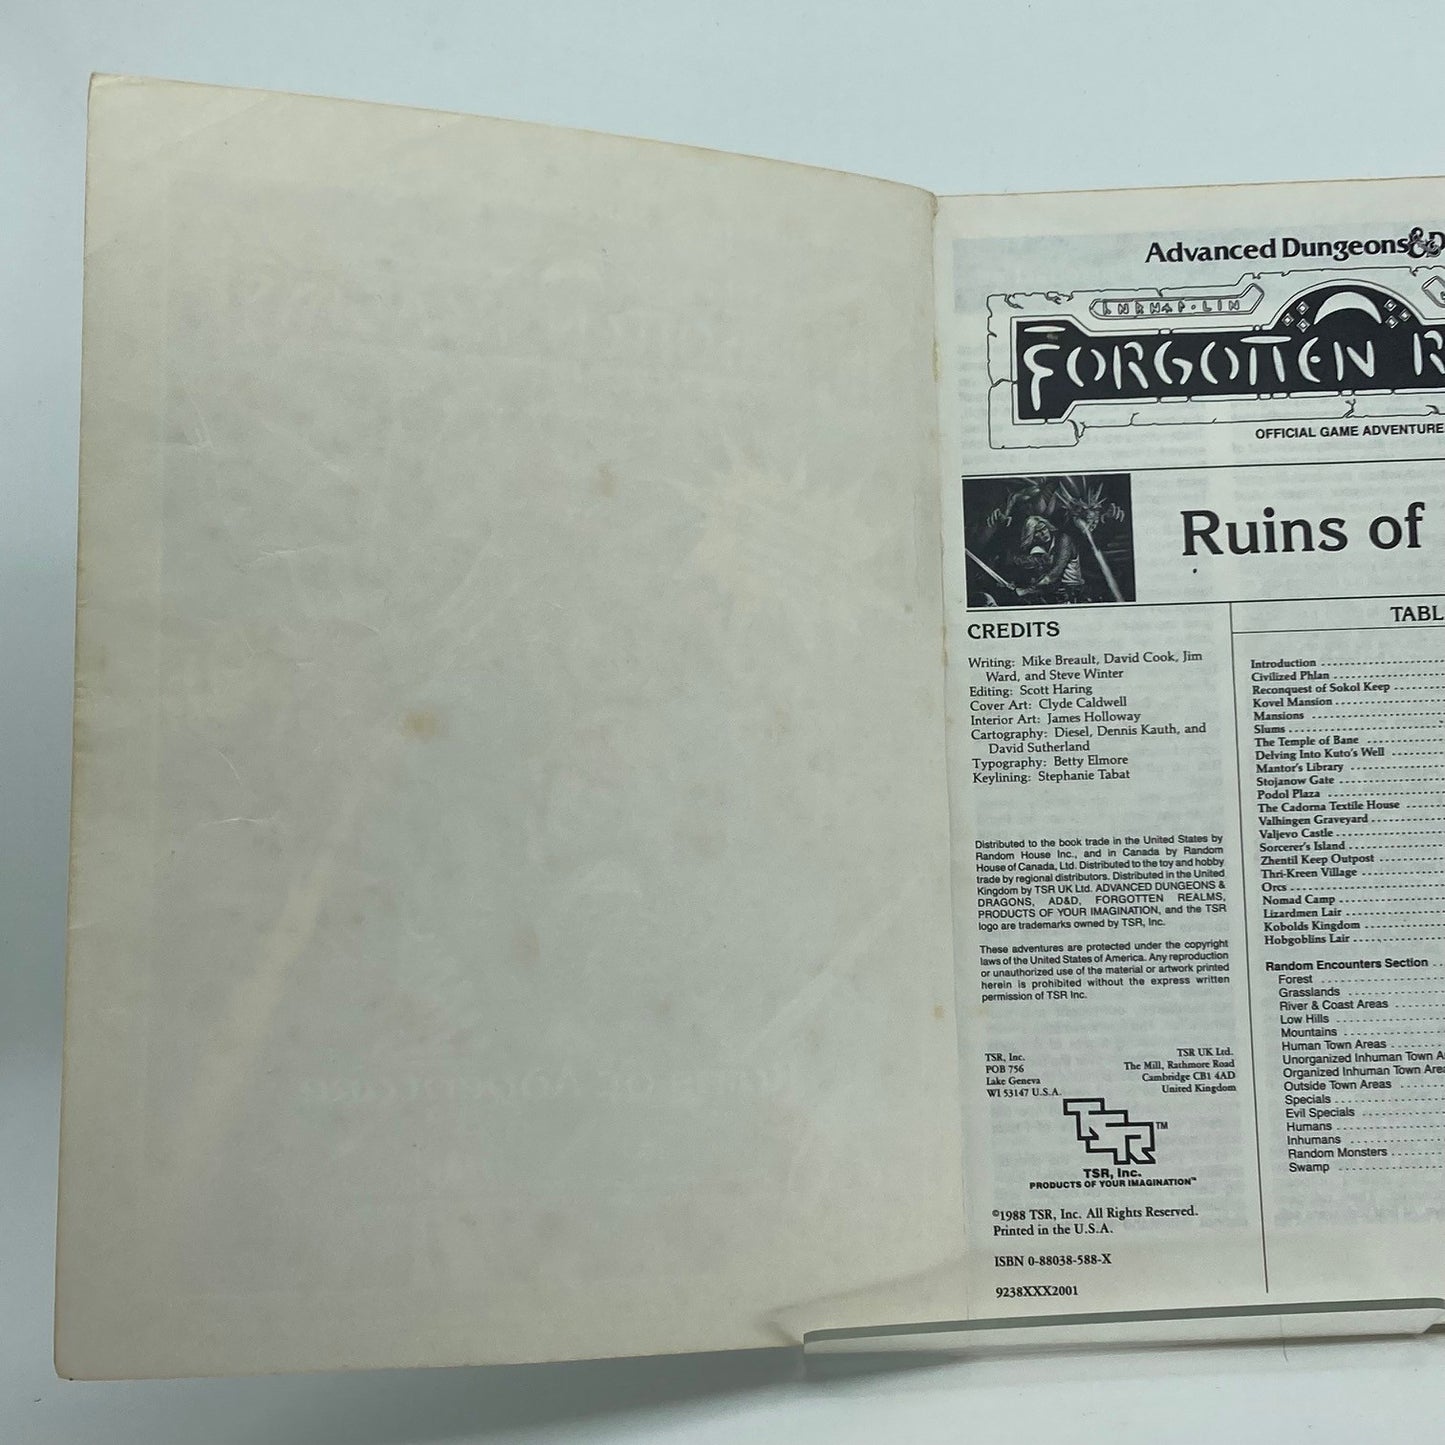 Advanced Dungeons&D
FORGOTTEN R
OFFICIAL GAME ADVENTURE
Ruins of
CREDITS
Writing: Mike Breault, David Cook, Jim
Ward, and Steve Winter
Editing: Scott Haring
Cover Art: Clyde Caldwell
Interior Art: James Holloway
Cartography: Diesel, Dennis Kauth, and
David Sutherland
Typography: Betty Elmore
Keylining: Stephanie Tabat
Distributed to the book trade in the United States by
Random House Inc., and in Canada by Random
House of Canada, Ltd. Distributed to the toy and hobby
trade by regional distributors. Distributed in the United
Kingdom by TSR UK Ltd. ADVANCED DUNGEONS &
DRAGONS, AD&D, FORGOTTEN REALMS,
PRODUCTS OF YOUR IMAGINATION, and the TSR
logo are trademarks owned by TSR, Inc.
These adventures are protected under the copyright
laws of the United States of America. Any reproduction
or unauthorized use of the material or artwork printed
herein is prohibited without the express written
permission of TSR Inc.
TSR, Inc.
POB 756
Lake Geneva
WI 53147 U.S.A.
TSR UK Ltd.
The Mill, Rathmore Road
Cambridge CB1 4AD
United Kingdom
TSR™
TSR, Inc.
PRODUCTS OF YOUR IMAGINATION™
©1988 TSR, Inc. All Rights Reserved.
Printed in the U.S.A.
ISBN 0-88038-588-X
9238XXX2001
TABL
Introduction
Civilized Phlan
Reconquest of Sokol Keep
Kovel Mansion
Mansions
Slums
The Temple of Bane
Delving Into Kuto's Well
Mantor's Library
Stojanow Gate
Podol Plaza
The Cadorna Textile House
Valhingen Graveyard
Valjevo Castle
Sorcerer's Island
Zhentil Keep Outpost
Thri-Kreen Village
Orcs
Nomad Camp
Lizardmen Lair
Kobolds Kingdom
Hobgoblins Lair
Random Encounters Section
Forest
Grasslands
River & Coast Areas
Low Hills
Mountains
Human Town Areas
Unorganized Inhuman Town A
Organized Inhuman Town Area
Outside Town Areas
Specials
Evil Specials
Humans
Inhumans
Random Monsters
Swamp